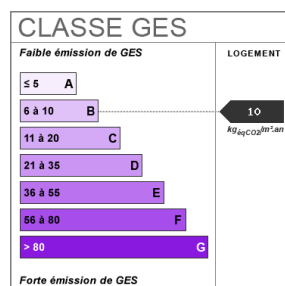 CLASSE GES
Faible émission de GES
LOGEMENT
≤ 5 A
6 à 10 B
10
kgéqCO2/m².an
11 à 20 C
21 à 35 D
36 à 55 E
56 à 80 F
> 80 G
Forte émission de GES